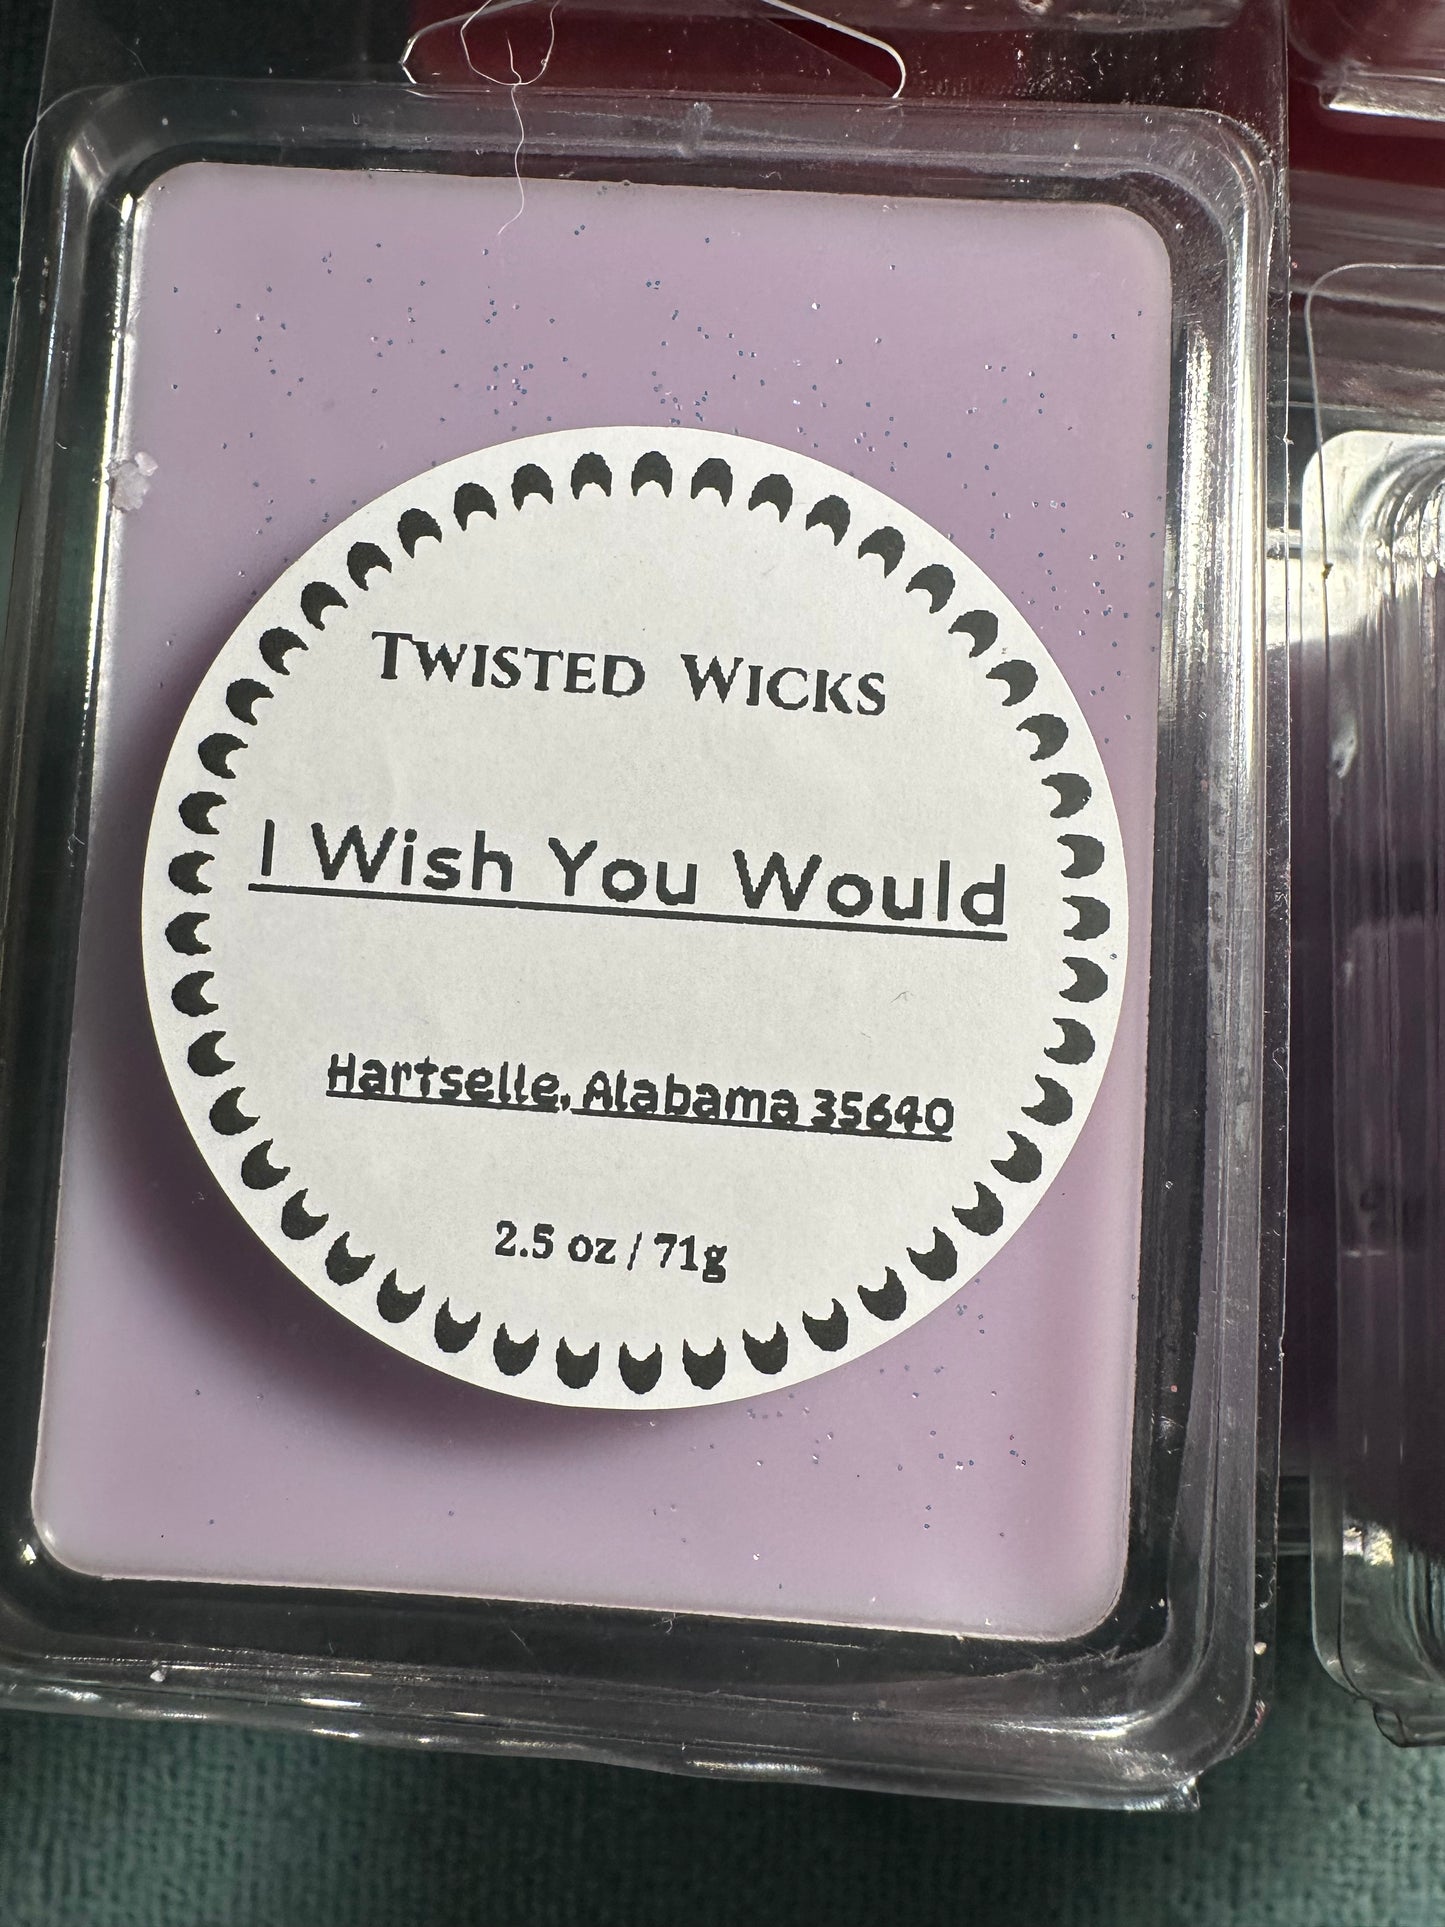 Twisted Wicks
I Wish You Would
Hartselle, Alabama 35640
2.5 oz / 71g